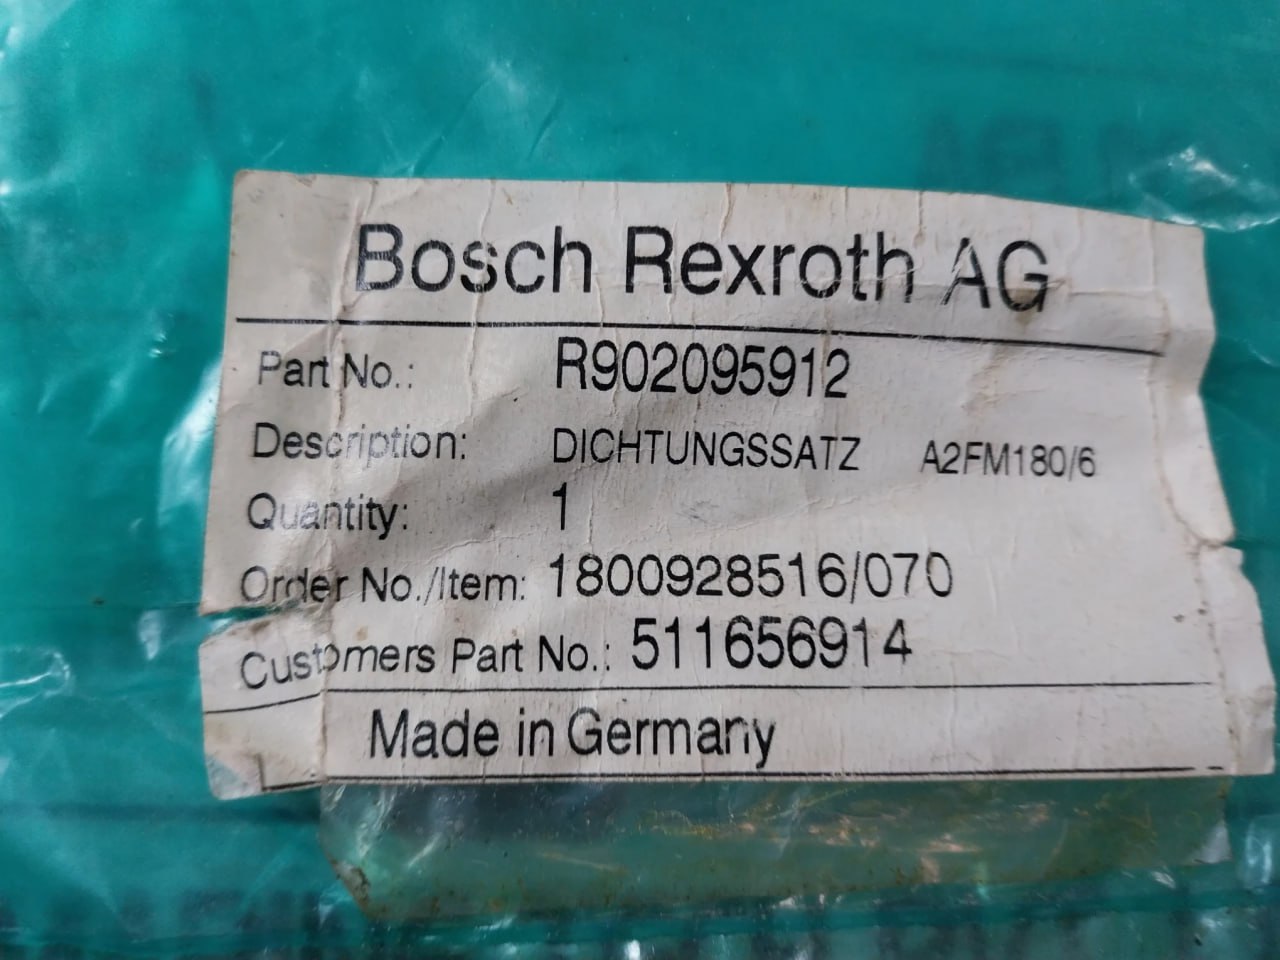 Bosch Rexroth AG
Part No.: R902095912
Description: DICHTUNGSSATZ A2FM180/6
Quantity: 1
Order No./Item: 1800928516/070
Customers Part No.: 511656914
Made in Germany